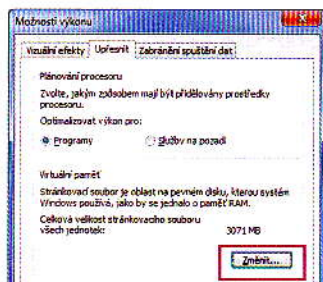 Možnosti výkonu
Vizuální efekty Upřesnit Zabránění spuštění dat
Plánování procesoru
Zvolte, jakým způsobem mají být přidělovány prostředky
procesoru.
Optimalizovat výkon pro:
Programy Služby na pozadí
Virtuální paměť
Stránkovací soubor je oblast na pevném disku, kterou systém
Windows používá, jako by se jednalo o paměť RAM.
Celková velikost stránkovacího souboru
všech jednotek: 3071 MB
Změnit...